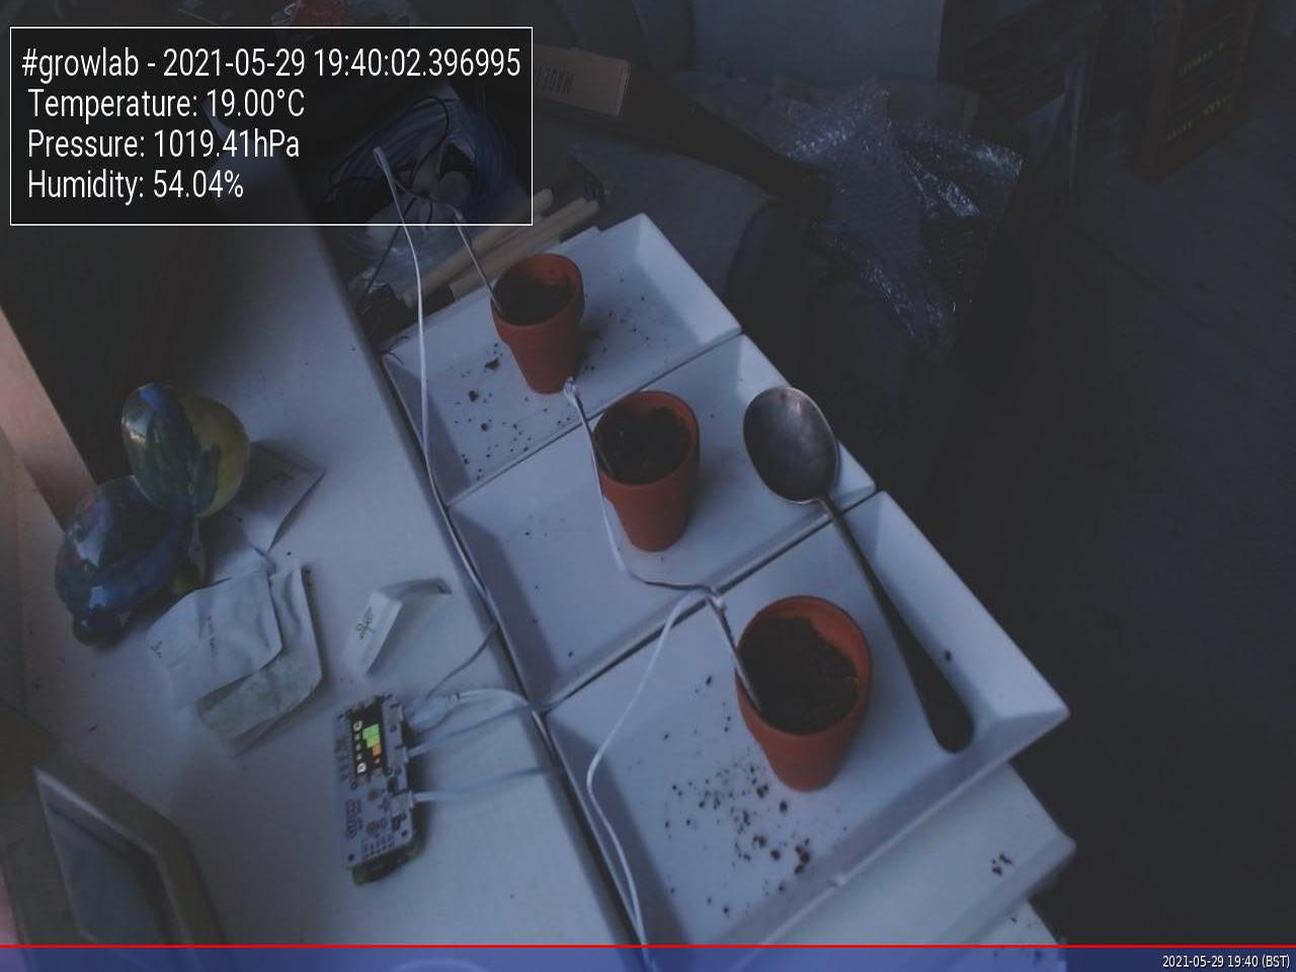 #growlab - 2021-05-29 19:40:02.396995
Temperature: 19.00°C
Pressure: 1019.41hPa
Humidity: 54.04%
MADE
2021-05-29 19:40 (BST)